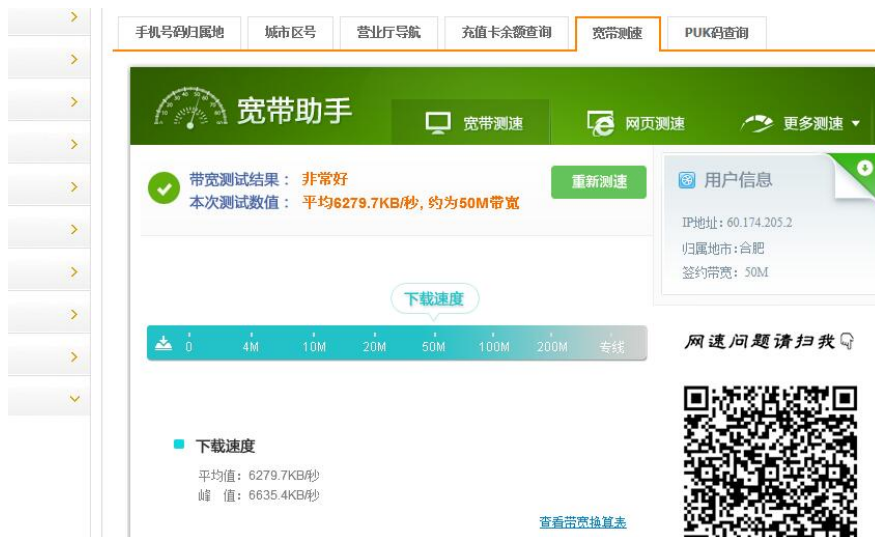 手机号码归属地 城市区号 营业厅导航 充值卡余额查询 宽带测速 PUK码查询
宽带助手 宽带测速 网页测速 更多测速
带宽测试结果： 非常好
本次测试数值： 平均6279.7KB/秒, 约为50M带宽
重新测速
用户信息
IP地址: 60.174.205.2
归属地市: 合肥
签约带宽: 50M
下载速度
0 4M 10M 20M 50M 100M 200M 专线
网速问题请扫我
下载速度
平均值: 6279.7KB/秒
峰 值: 6635.4KB/秒
查看带宽换算表